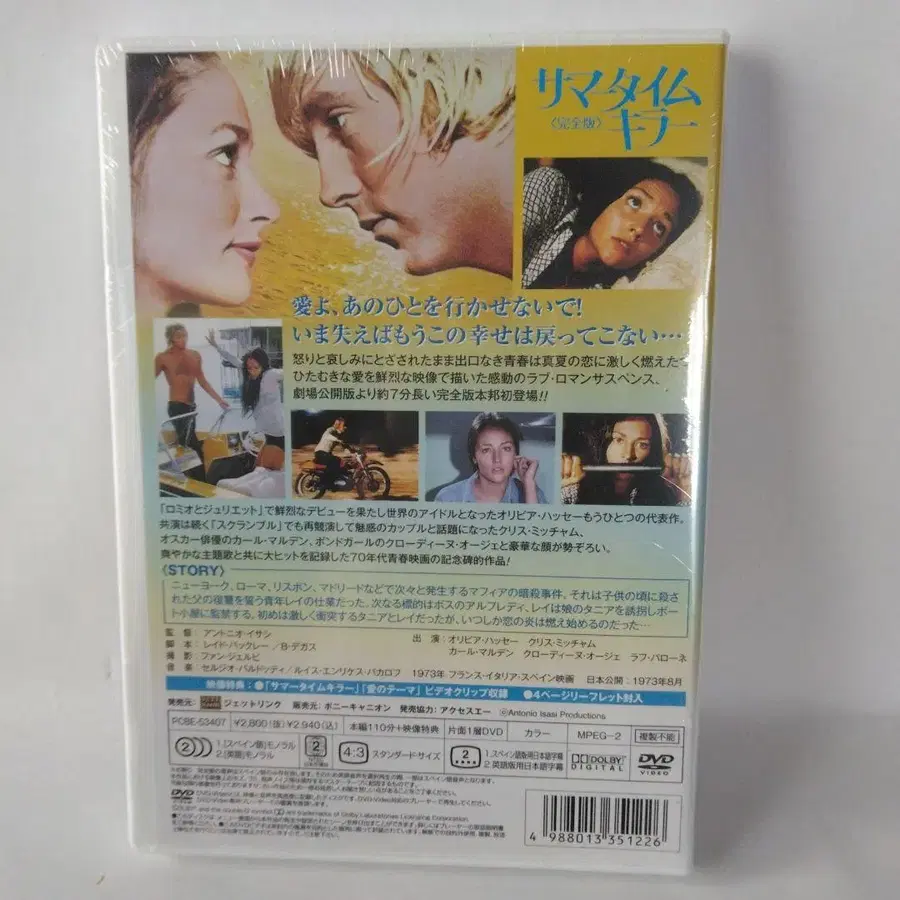 サマータイム
キラー
〈完全版〉
愛よ、あのひとを行かせないで!
いま失えばもうこの幸せは戻ってこない…
怒りと哀しみにとざされたまま出口なき青春は真夏の恋に激しく燃えたつ
ひたむきな愛を鮮烈な映像で描いた感動のラブ・ロマンサスペンス。
劇場公開版より約7分長い完全版本邦初登場!!
「ロミオとジュリエット」で鮮烈なデビューを果たし世界のアイドルとなったオリビア・ハッセーもうひとつの代表作。
共演は続く「スクランブル」でも再競演して魅惑のカップルと話題になったクリス・ミッチャム。
オスカー俳優のカール・マルデン、ボンドガールのクローディーヌ・オージェと豪華な顔が勢ぞろい。
爽やかな主題歌と共に大ヒットを記録した70年代青春映画の記念碑的作品!
〈STORY〉
ニューヨーク、ローマ、リスボン、マドリードなどで次々と発生するマフィアの暗殺事件。それは子供の頃に殺さ
れた父の復讐を誓う青年レイの仕業だった。次なる標的はボスのアルフレディ、レイは娘のタニアを誘拐しボー
ト小屋に監禁する。初めは激しく衝突するタニアとレイだったが、いつしか恋の炎は燃え始めるのだった…
監 督: アントニオ・イサシ 出 演: オリビア・ハッセー クリス・ミッチャム
脚 本: レイド・バックレー/B・デガス カール・マルデン クローディーヌ・オージェ ラフ・バローネ
撮 影: ファン・ジェルピ
音 楽: セルジオ・バルドッティ/ルイス・エンリケス・バカロフ 1973年 フランス・イタリア・スペイン映画 日本公開:1973年8月
映像特典:●「サマータイムキラー」「愛のテーマ」ビデオクリップ収録 ●4ページリーフレット封入
発売元: ジェットリンク 販売元: ポニーキャニオン 発売協力: アクセスエー ©Antonio Isasi Productions
PCBE-53407 ¥2,800(抜) ¥2,940(込) 本編110分+映像特典 片面1層DVD カラー MPEG-2 複製不能
2 1.[スペイン語]モノラル 2 4:3 スタンダードサイズ 2 1.スペイン語版用日本語字幕 DOLBY DVD
2.[英語]モノラル NTSC 2.英語版用日本語字幕 DIGITAL VIDEO
4 988013 351226